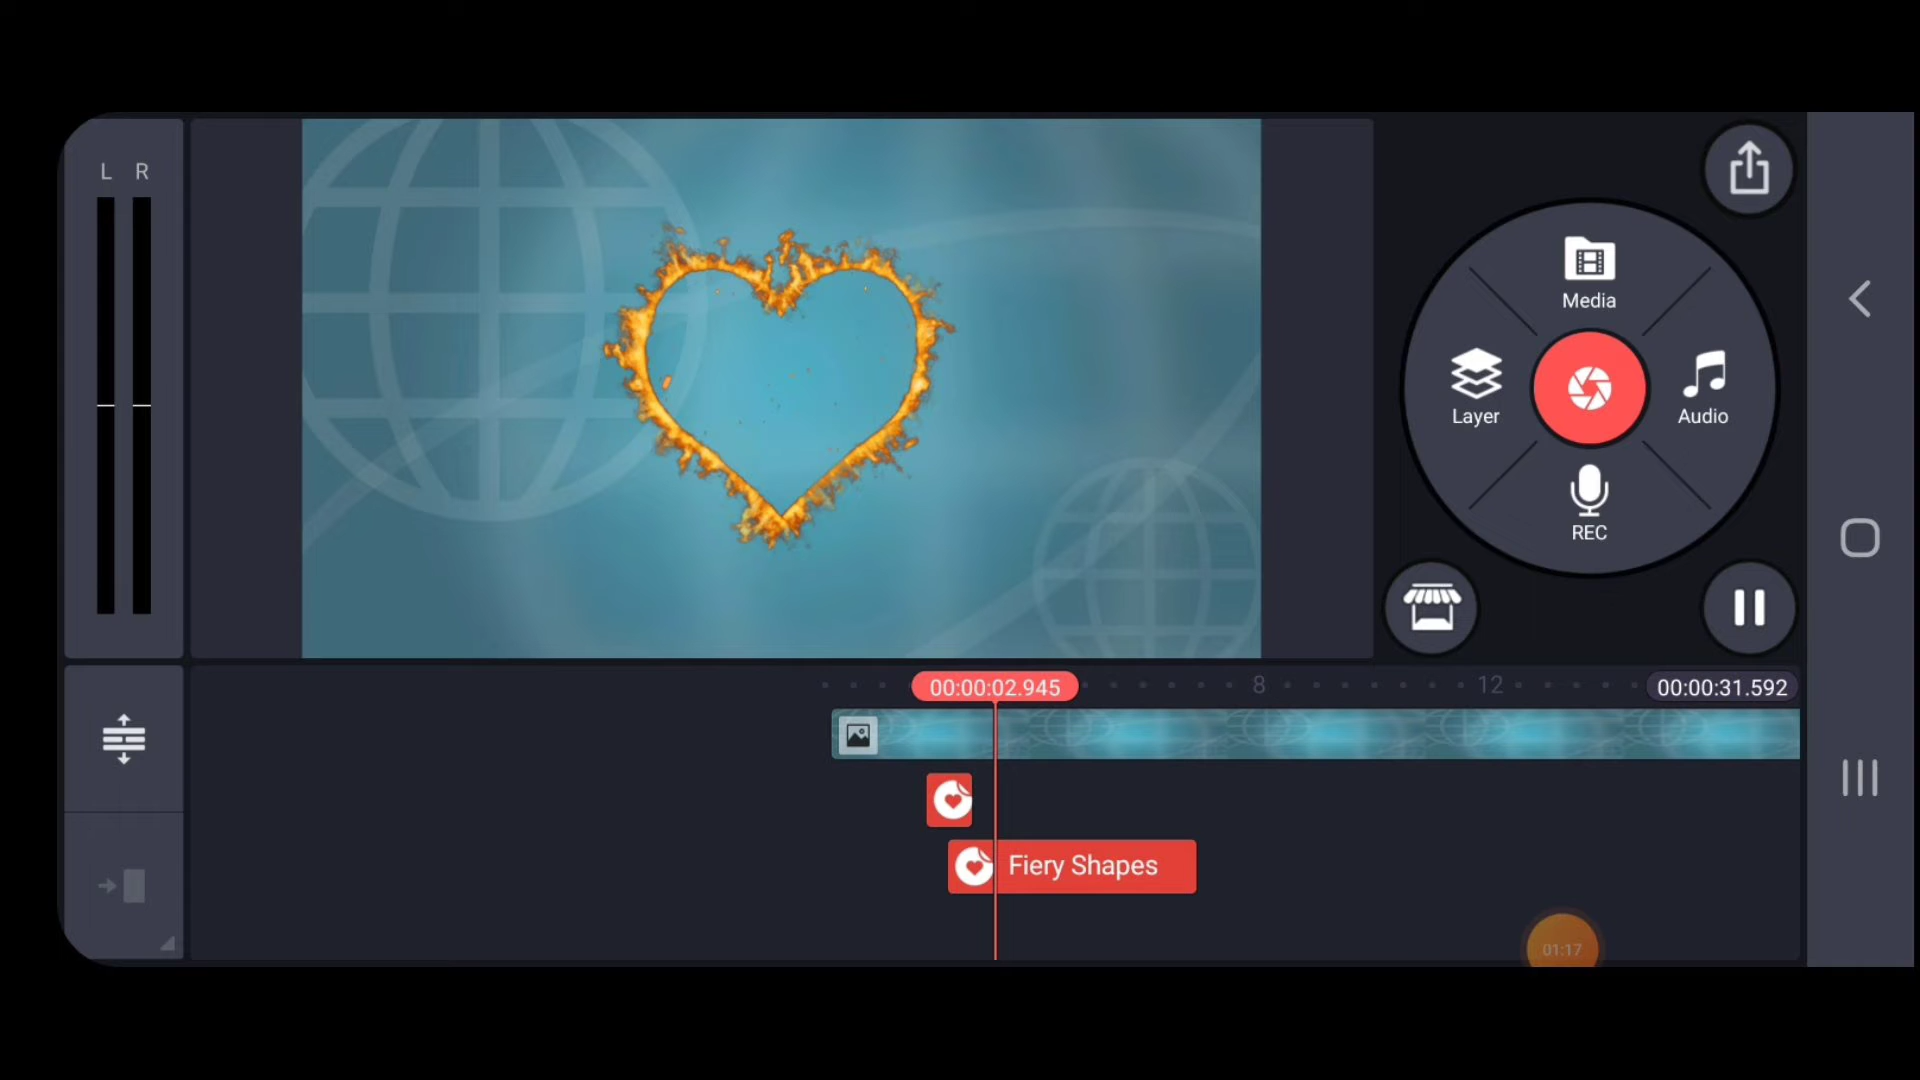 L R
Media
Layer
Audio
REC
00:00:02.945
8
12
00:00:31.592
Fiery Shapes
01:17